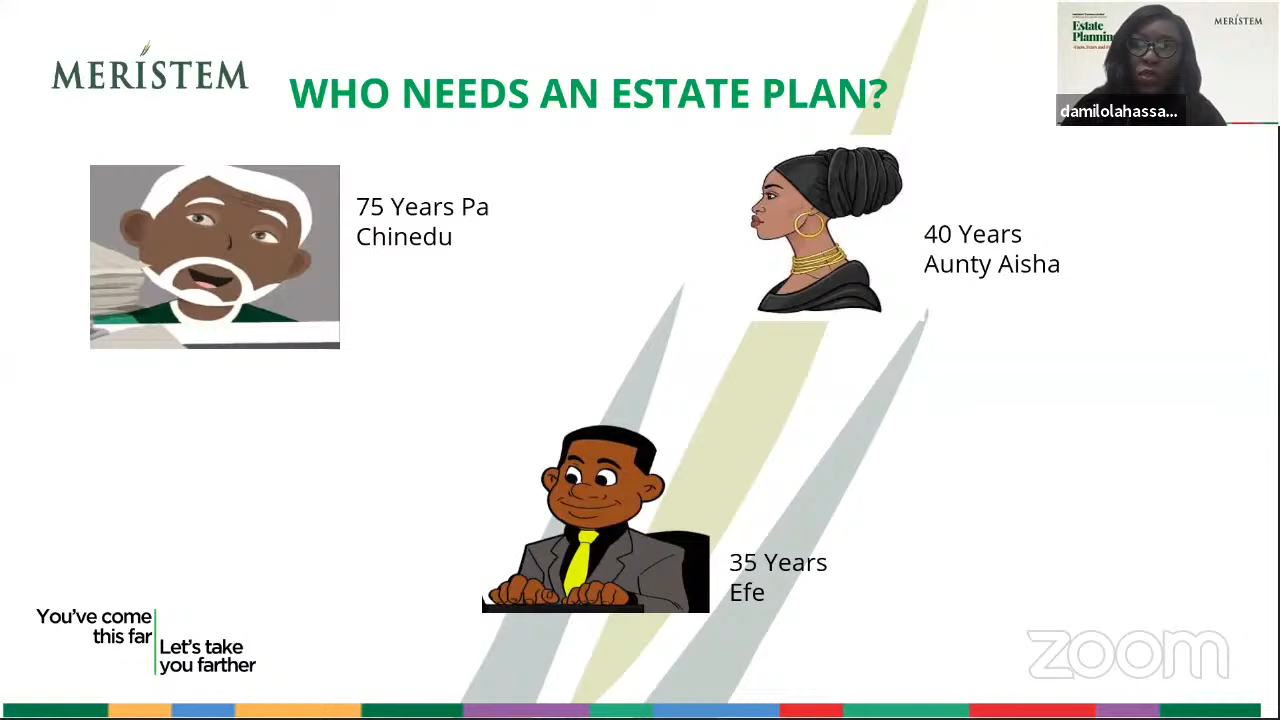 MERISTEM
WHO NEEDS AN ESTATE PLAN?
Estate
MERISTEM
damilolahassa...
75 Years Pa
Chinedu
40 Years
Aunty Aisha
35 Years
Efe
You've come
this far
Let's take
you farther
zoom